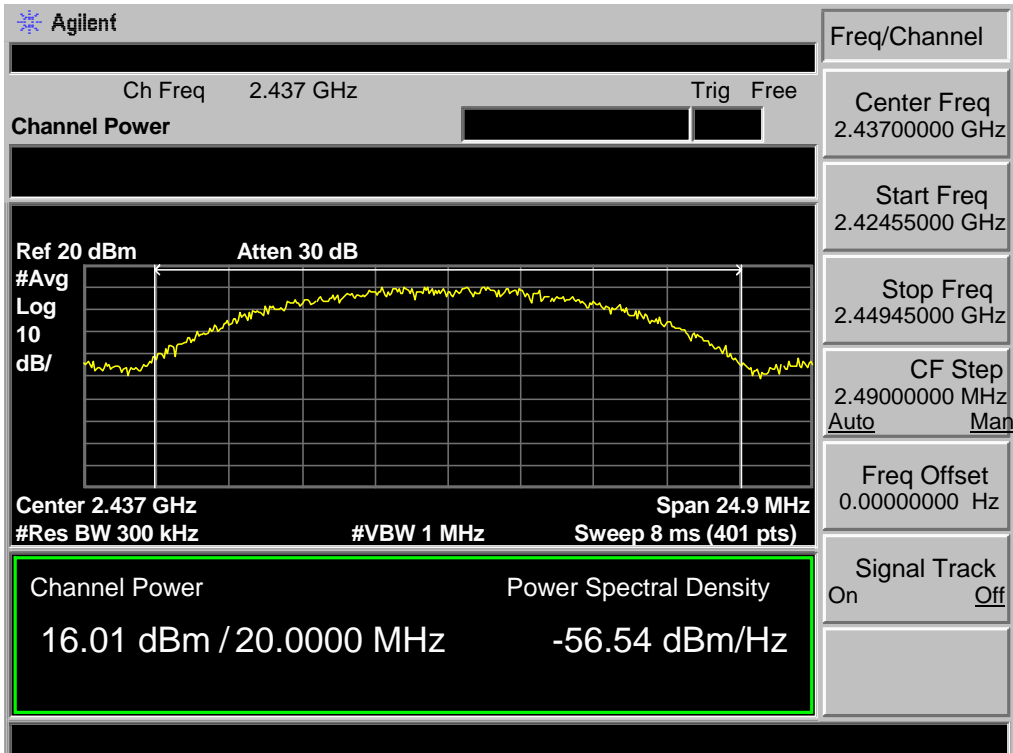 Agilent
Freq/Channel
Ch Freq 2.437 GHz Trig Free
Channel Power
Center Freq
2.43700000 GHz
Start Freq
2.42455000 GHz
Ref 20 dBm Atten 30 dB
#Avg
Log
10
dB/
Stop Freq
2.44945000 GHz
CF Step
2.49000000 MHz
Auto Man
Freq Offset
0.00000000 Hz
Center 2.437 GHz Span 24.9 MHz
#Res BW 300 kHz #VBW 1 MHz Sweep 8 ms (401 pts)
Signal Track
On Off
Channel Power Power Spectral Density
16.01 dBm / 20.0000 MHz -56.54 dBm/Hz